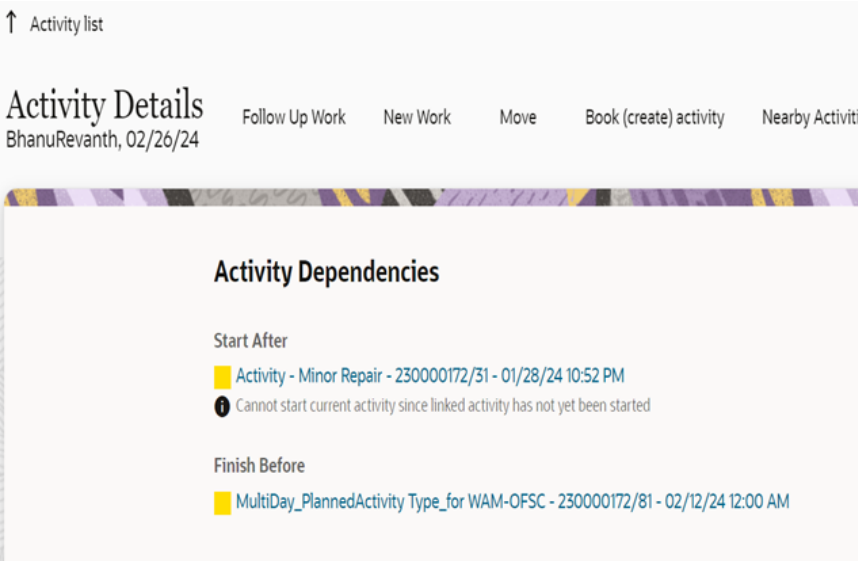 Activity list
Activity Details
BhanuRevanth, 02/26/24
Follow Up Work New Work Move Book (create) activity Nearby Activiti
Activity Dependencies
Start After
Activity - Minor Repair - 230000172/31 - 01/28/24 10:52 PM
Cannot start current activity since linked activity has not yet been started
Finish Before
MultiDay_PlannedActivity Type_for WAM-OFSC - 230000172/81 - 02/12/24 12:00 AM